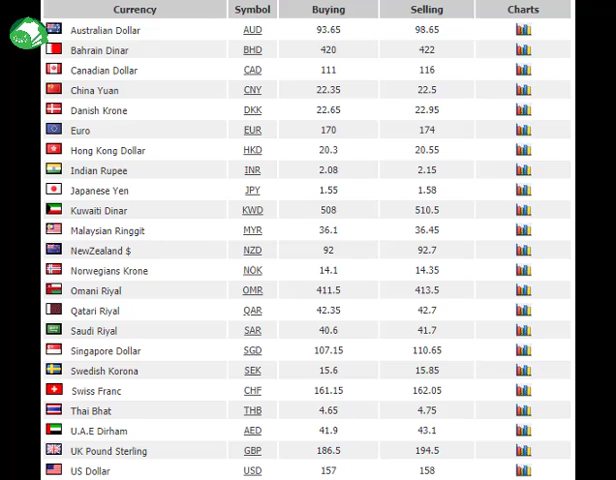 Currency Symbol Buying Selling Charts
Australian Dollar AUD 93.65 98.65
Bahrain Dinar BHD 420 422
Canadian Dollar CAD 111 116
China Yuan CNY 22.35 22.5
Danish Krone DKK 22.65 22.95
Euro EUR 170 174
Hong Kong Dollar HKD 20.3 20.55
Indian Rupee INR 2.08 2.15
Japanese Yen JPY 1.55 1.58
Kuwaiti Dinar KWD 508 510.5
Malaysian Ringgit MYR 36.1 36.45
NewZealand $ NZD 92 92.7
Norwegians Krone NOK 14.1 14.35
Omani Riyal OMR 411.5 413.5
Qatari Riyal QAR 42.35 42.7
Saudi Riyal SAR 40.6 41.7
Singapore Dollar SGD 107.15 110.65
Swedish Korona SEK 15.6 15.85
Swiss Franc CHF 161.15 162.05
Thai Bhat THB 4.65 4.75
U.A.E Dirham AED 41.9 43.1
UK Pound Sterling GBP 186.5 194.5
US Dollar USD 157 158